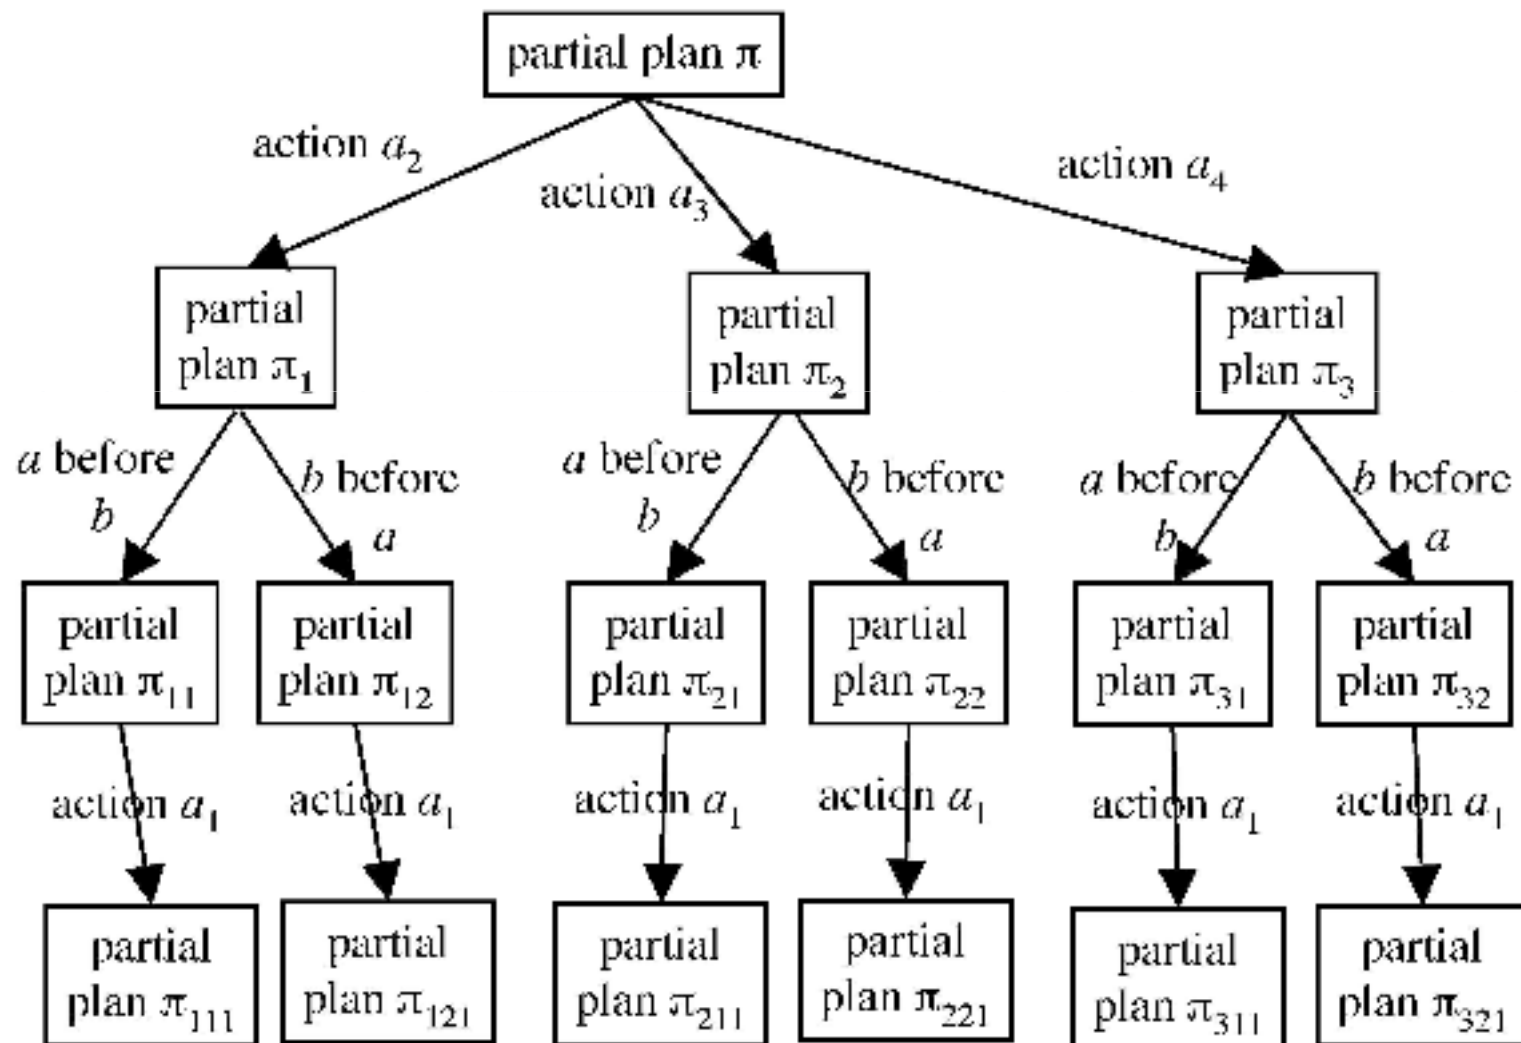 partial plan π
action a₂
action a₃
action a₄
partial
plan π₁
partial
plan π₂
partial
plan π₃
a before
b
b before
a
a before
b
b before
a
a before
b
b before
a
partial
plan π₁₁
partial
plan π₁₂
partial
plan π₂₁
partial
plan π₂₂
partial
plan π₃₁
partial
plan π₃₂
action a₁
action a₁
action a₁
action a₁
action a₁
action a₁
partial
plan π₁₁₁
partial
plan π₁₂₁
partial
plan π₂₁₁
partial
plan π₂₂₁
partial
plan π₃₁₁
partial
plan π₃₂₁